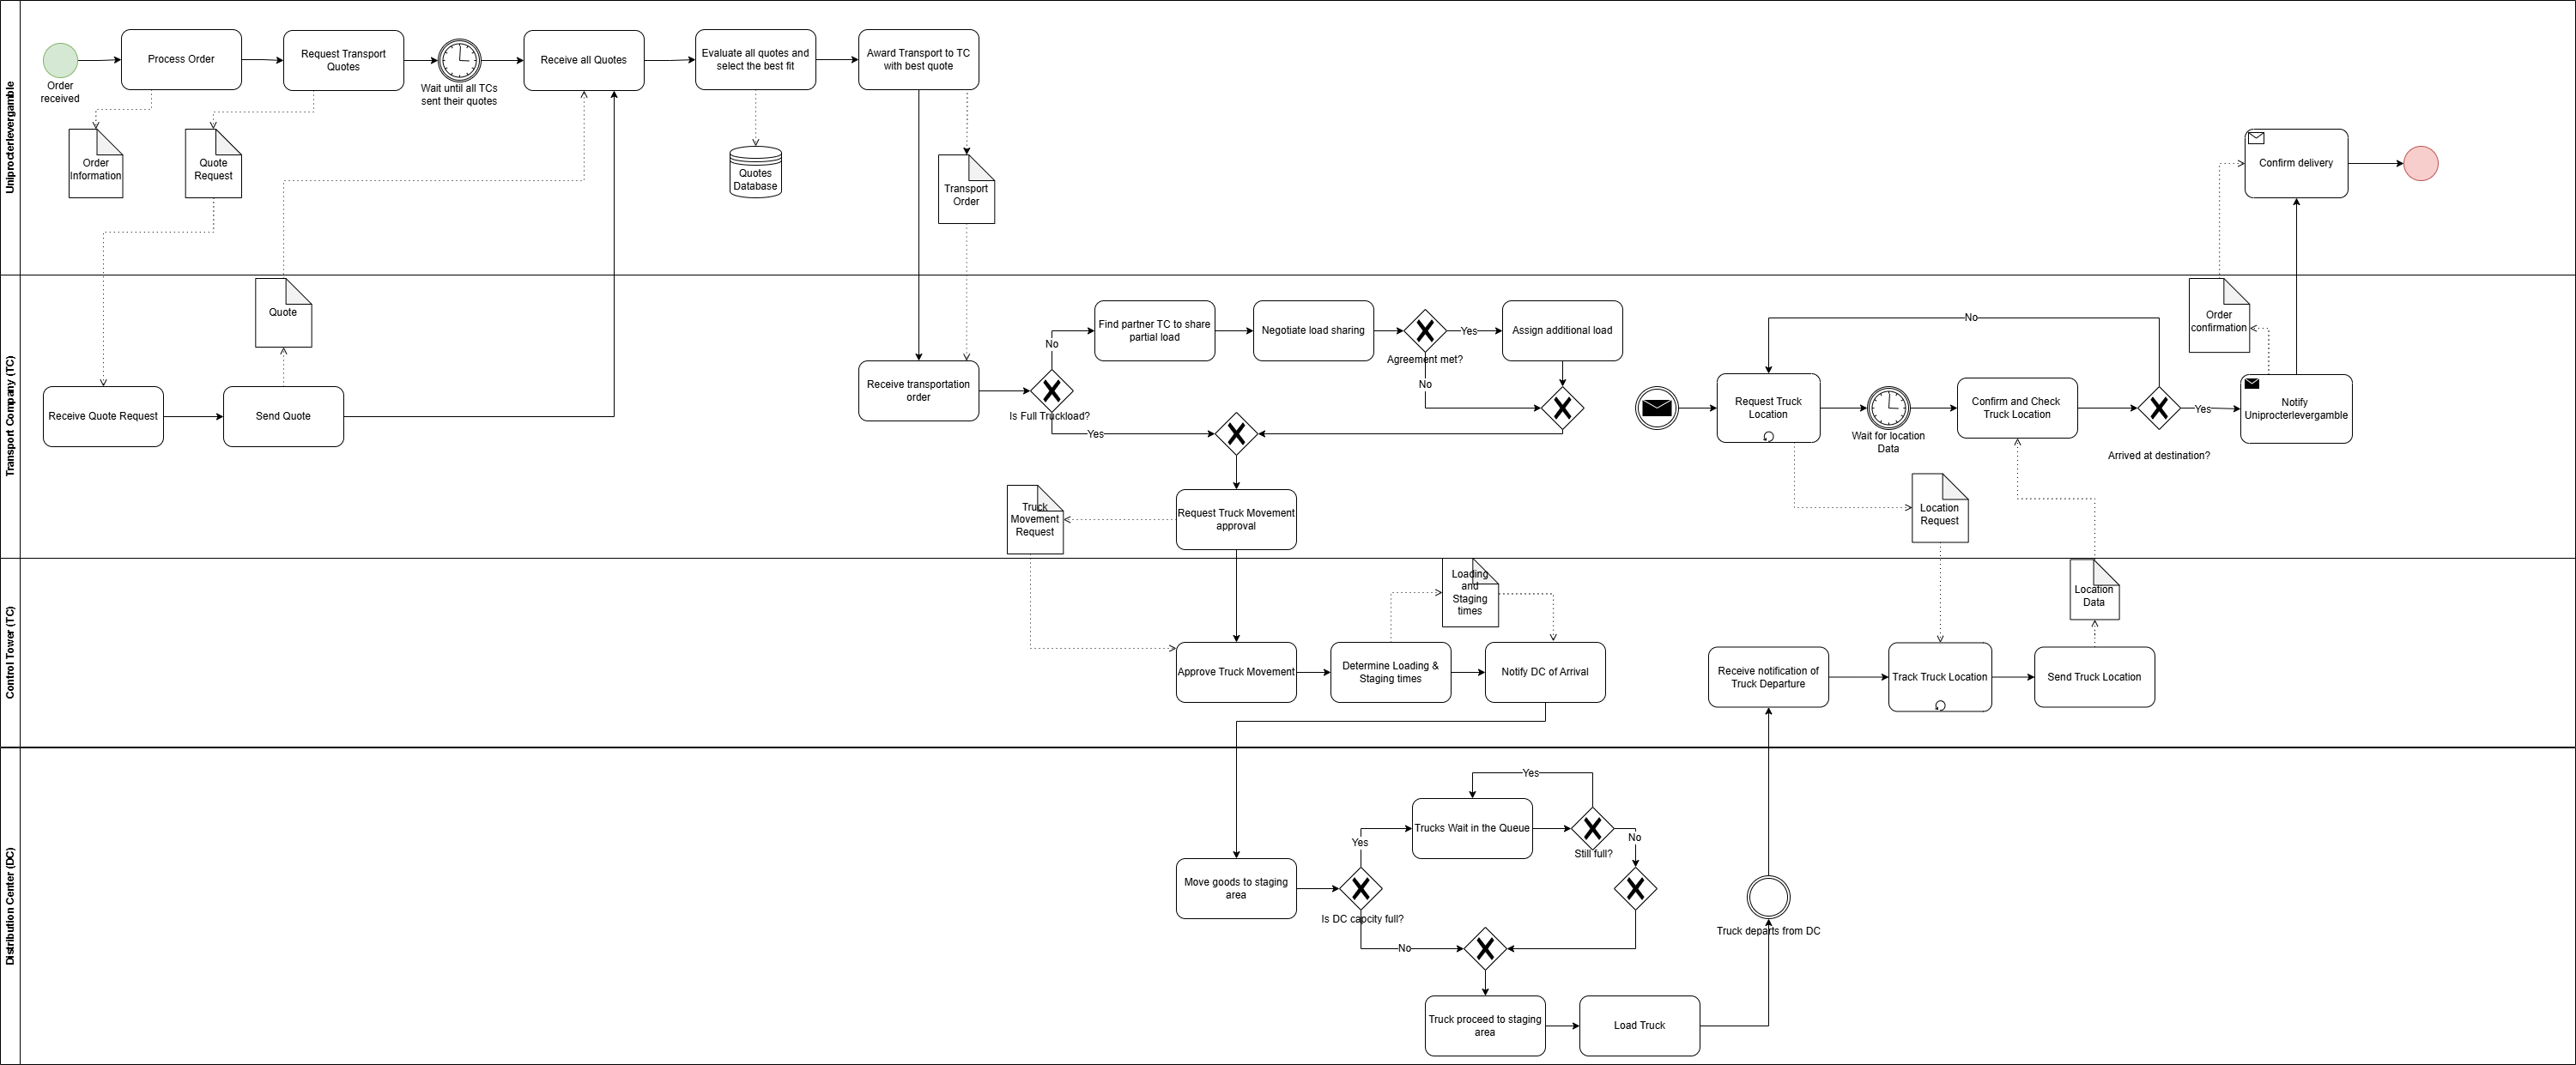 Uniprocterlevergamble
Order
received
Process Order
Request Transport
Quotes
Wait until all TCs
sent their quotes
Receive all Quotes
Evaluate all quotes and
select the best fit
Award Transport to TC
with best quote
Order
Information
Quote
Request
Quotes
Database
Transport
Order
Confirm delivery
Transport Company (TC)
Quote
Receive Quote Request
Send Quote
Receive transportation
order
Is Full Truckload?
No
Yes
Find partner TC to share
partial load
Negotiate load sharing
Agreement met?
Yes
No
Assign additional load
Request Truck Movement
approval
Truck
Movement
Request
Request Truck
Location
Wait for location
Data
Confirm and Check
Truck Location
No
Arrived at destination?
Yes
Notify
Uniprocterlevergamble
Order
confirmation
Location
Request
Control Tower (TC)
Approve Truck Movement
Determine Loading &
Staging times
Loading
and
Staging
times
Notify DC of Arrival
Receive notification of
Truck Departure
Track Truck Location
Send Truck Location
Location
Data
Distribution Center (DC)
Move goods to staging
area
Is DC capcity full?
Yes
No
Trucks Wait in the Queue
Yes
Still full?
No
Truck proceed to staging
area
Load Truck
Truck departs from DC